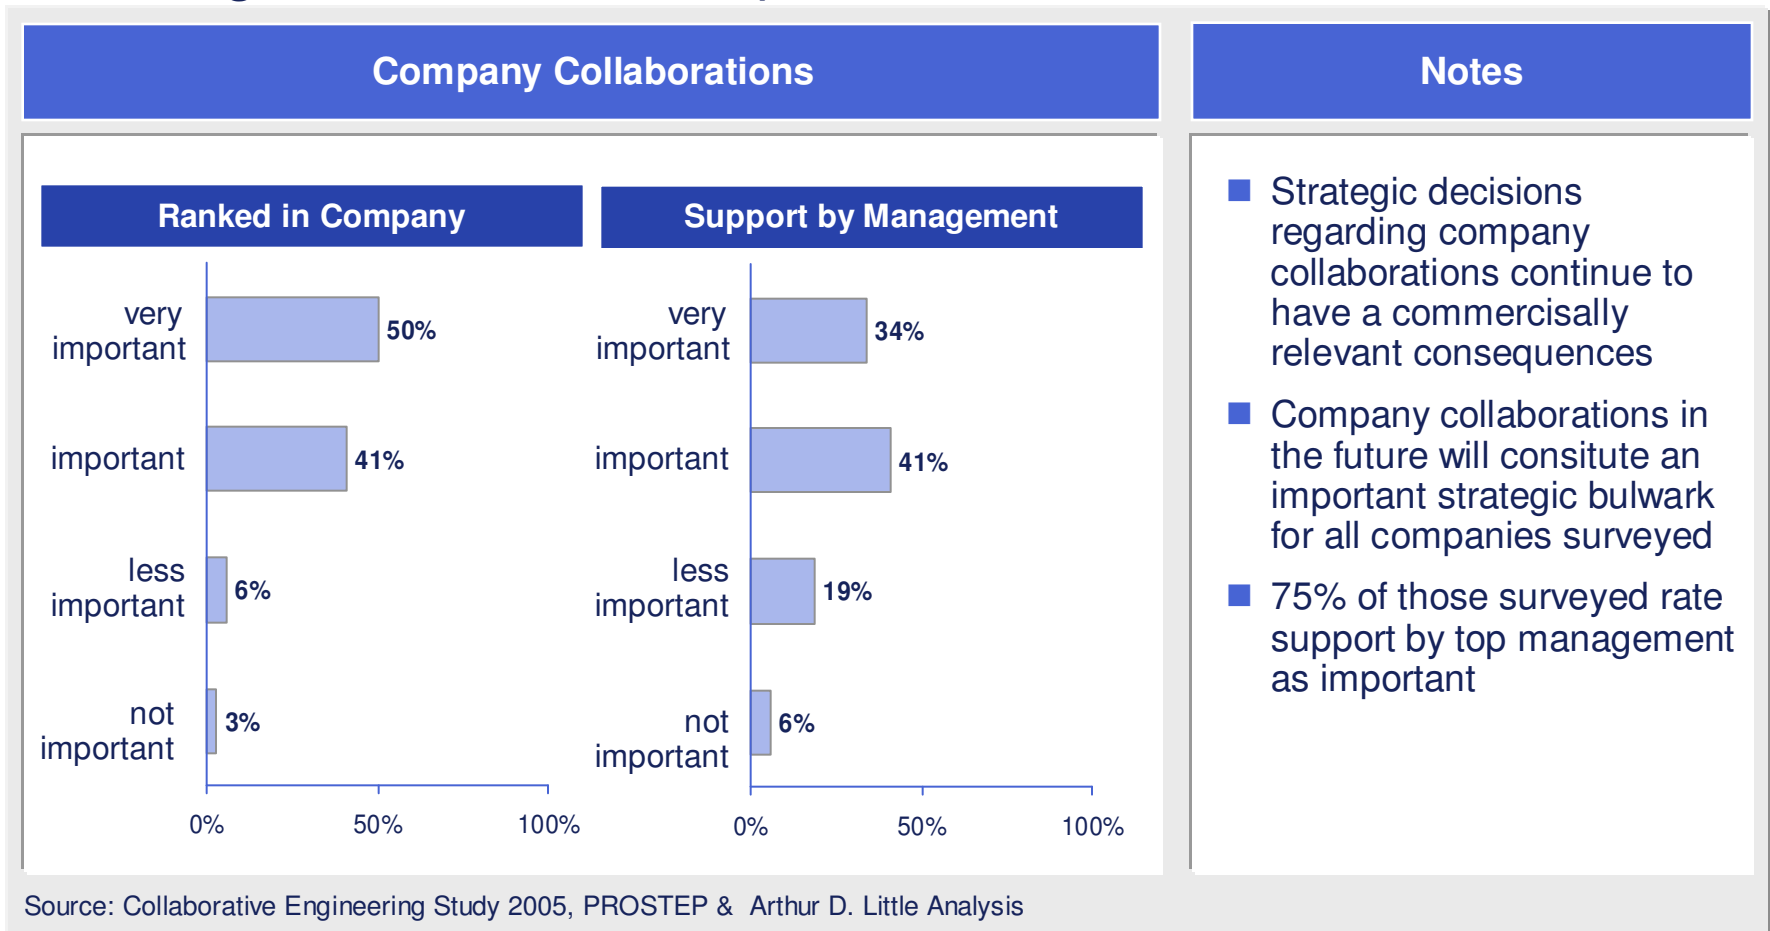 Company Collaborations
Ranked in Company
very
important
50%
important
41%
less
important
6%
not
important
3%
0%
50%
100%
Support by Management
very
important
34%
important
41%
less
important
19%
not
important
6%
0%
50%
100%
Notes
Strategic decisions
regarding company
collaborations continue to
have a commercisally
relevant consequences
Company collaborations in
the future will consitute an
important strategic bulwark
for all companies surveyed
75% of those surveyed rate
support by top management
as important
Source: Collaborative Engineering Study 2005, PROSTEP & Arthur D. Little Analysis